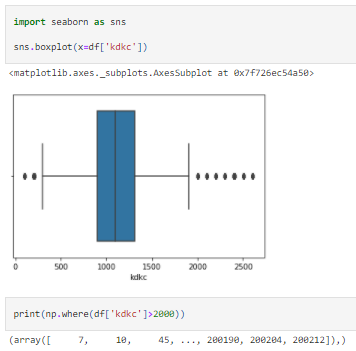 import seaborn as sns
sns.boxplot(x=df['kdkc'])
<matplotlib.axes._subplots.AxesSubplot at 0x7f726ec54a50>
0 500 1000 1500 2000 2500
kdkc
print(np.where(df['kdkc']>2000))
(array([     7,     10,     45, ..., 200190, 200204, 200212]),)